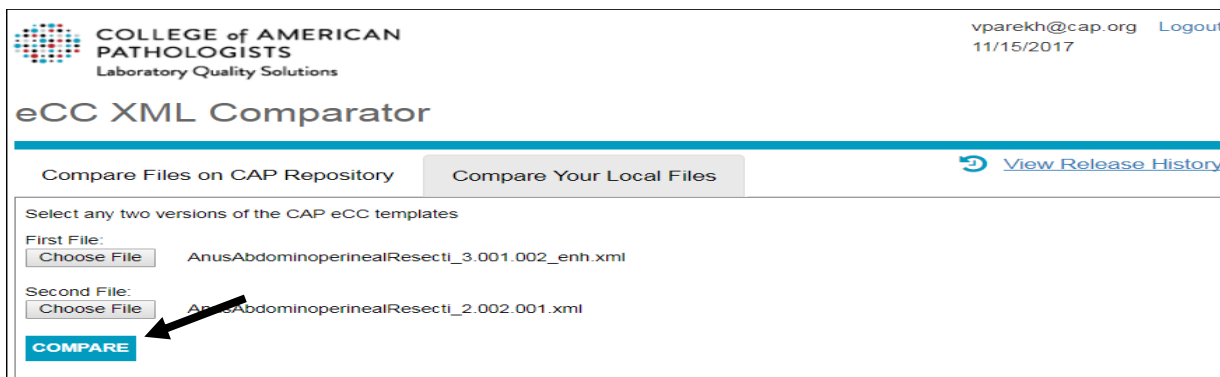 COLLEGE of AMERICAN
PATHOLOGISTS
Laboratory Quality Solutions
vparekh@cap.org Logout
11/15/2017
eCC XML Comparator
Compare Files on CAP Repository
Compare Your Local Files
View Release History
Select any two versions of the CAP eCC templates
First File:
Choose File AnusAbdominoperinealResecti_3.001.002_enh.xml
Second File:
Choose File AnusAbdominoperinealResecti_2.002.001.xml
COMPARE